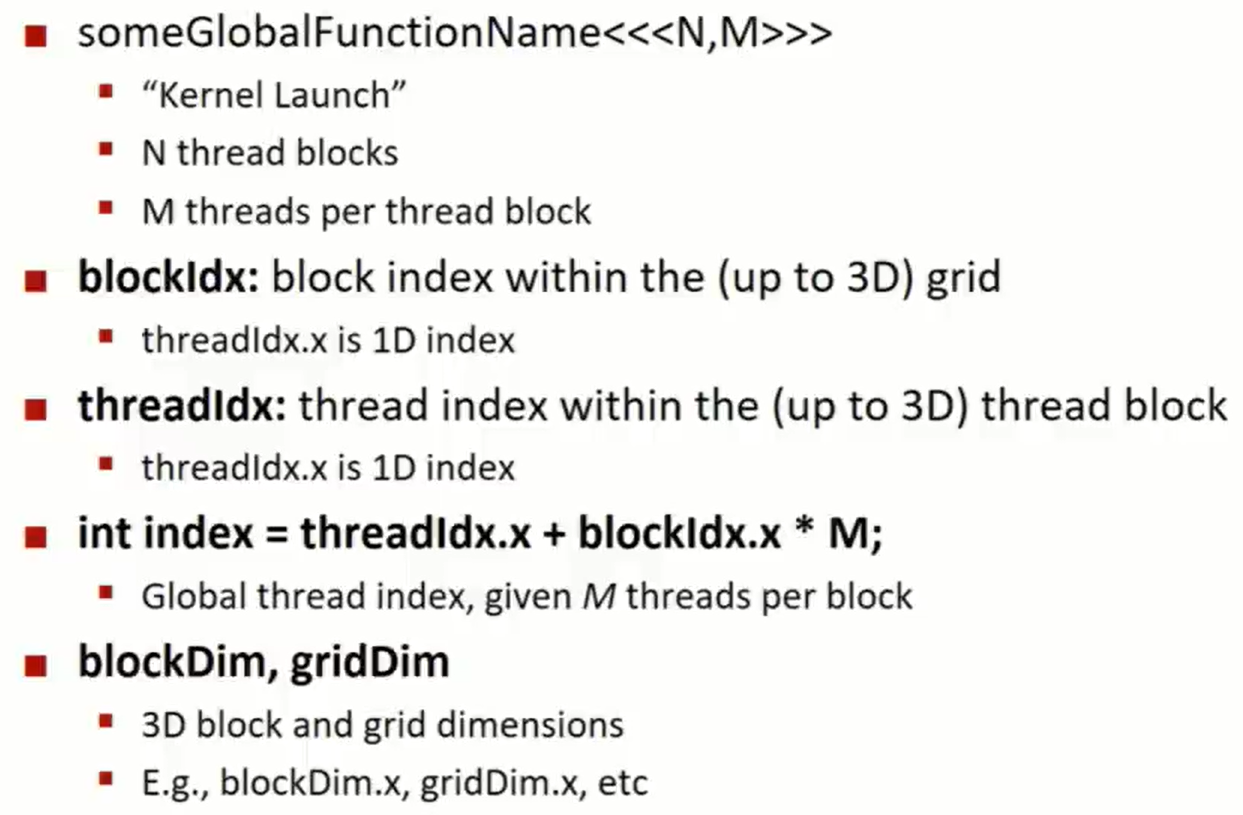 someGlobalFunctionName<<<N,M>>>
“Kernel Launch”
N thread blocks
M threads per thread block
blockIdx: block index within the (up to 3D) grid
threadIdx.x is 1D index
threadIdx: thread index within the (up to 3D) thread block
threadIdx.x is 1D index
int index = threadIdx.x + blockIdx.x * M;
Global thread index, given M threads per block
blockDim, gridDim
3D block and grid dimensions
E.g., blockDim.x, gridDim.x, etc